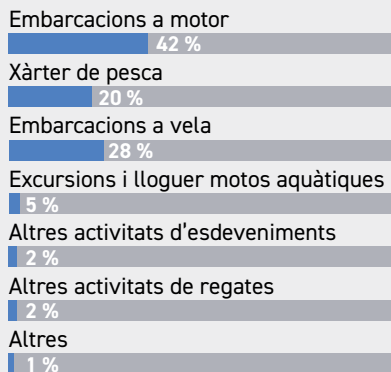 Embarcacions a motor
42 %
Xàrter de pesca
20 %
Embarcacions a vela
28 %
Excursions i lloguer motos aquàtiques
5 %
Altres activitats d'esdeveniments
2 %
Altres activitats de regates
2 %
Altres
1 %